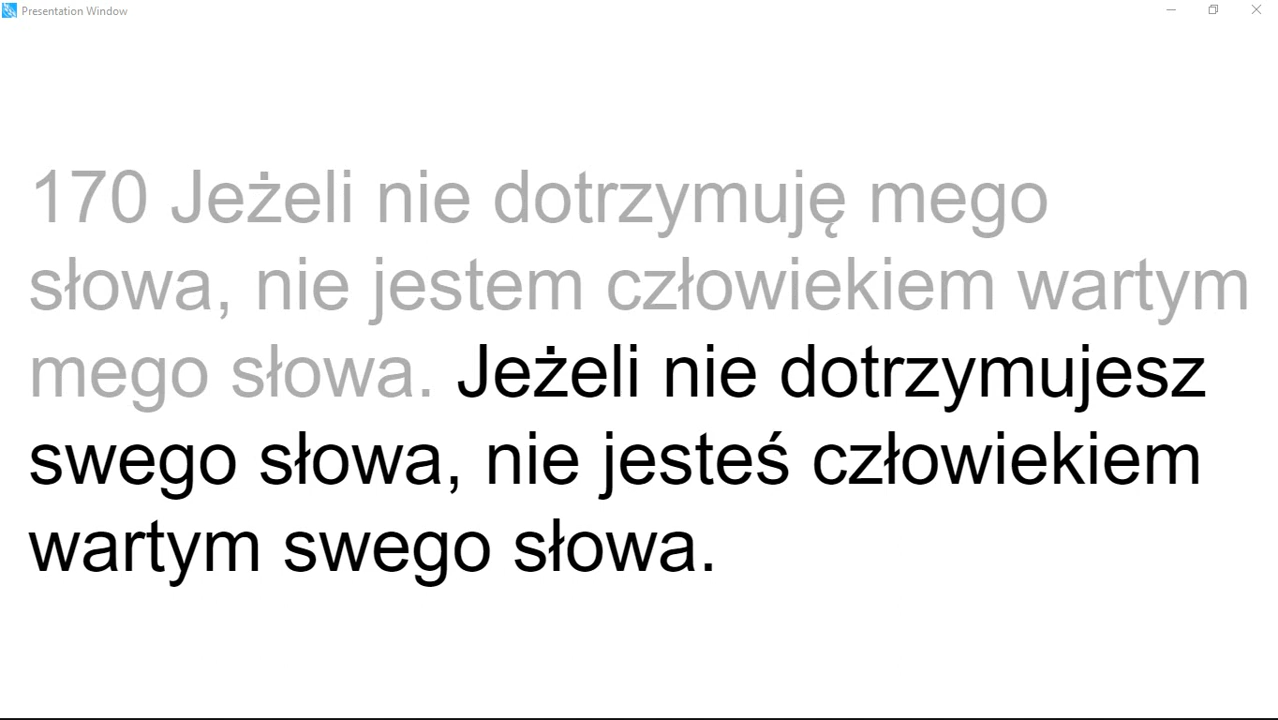 Presentation Window
170 Jeżeli nie dotrzymuję mego
słowa, nie jestem człowiekiem wartym
mego słowa. Jeżeli nie dotrzymujesz
swego słowa, nie jesteś człowiekiem
wartym swego słowa.